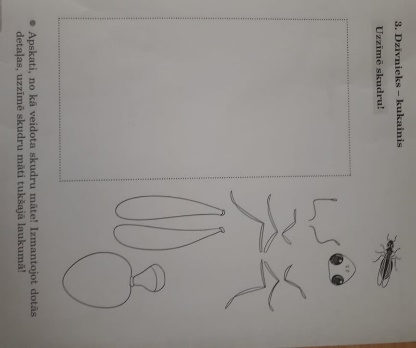 3. Dzīvnieks – kukainis
Uzzīmē skudru!
Apskati, no kā veidota skudru māte! Izmantojot dotās
detaļas, uzzīmē skudru māti tukšajā laukumā!